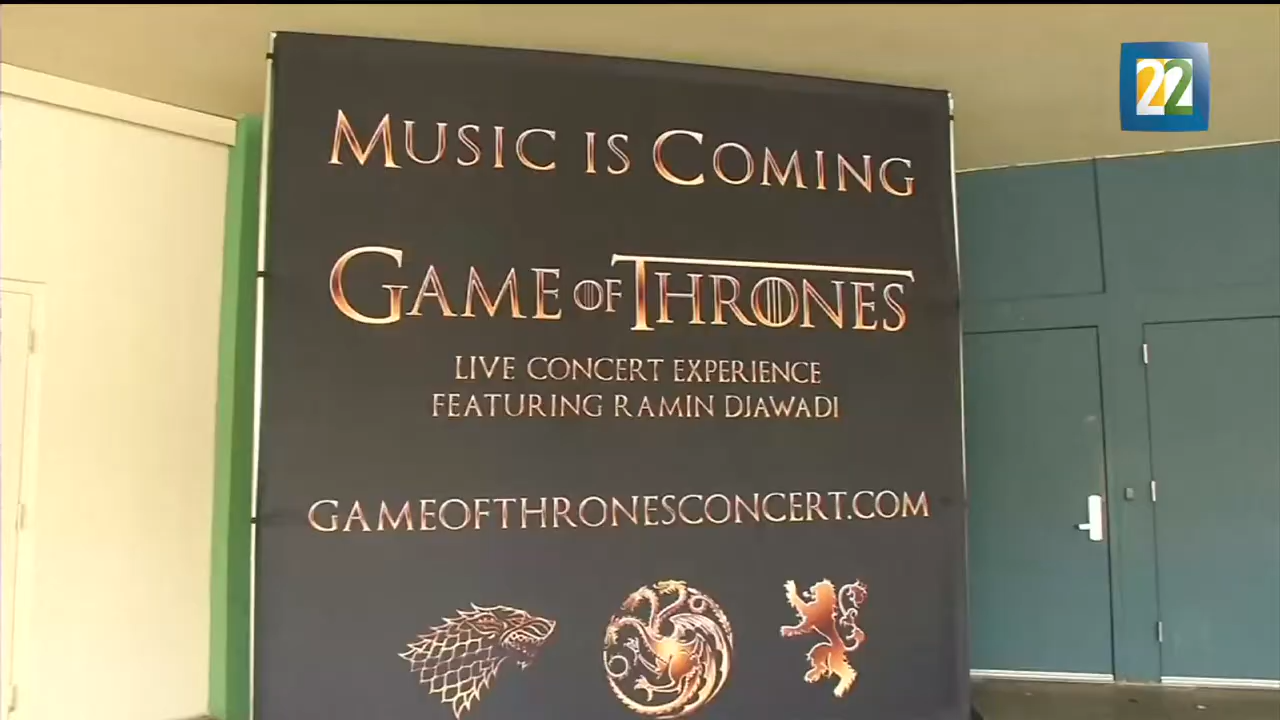 22
MUSIC IS COMING
GAME OF THRONES
LIVE CONCERT EXPERIENCE
FEATURING RAMIN DJAWADI
GAMEOFTHRONESCONCERT.COM